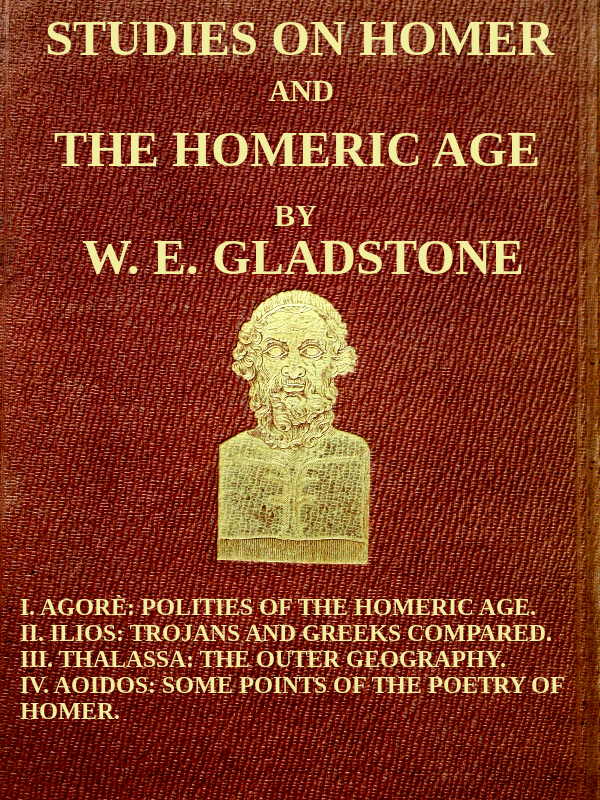 STUDIES ON HOMER
AND
THE HOMERIC AGE
BY
W. E. GLADSTONE
I. AGORÈ: POLITIES OF THE HOMERIC AGE.
II. ILIOS: TROJANS AND GREEKS COMPARED.
III. THALASSA: THE OUTER GEOGRAPHY.
IV. AOIDOS: SOME POINTS OF THE POETRY OF
HOMER.